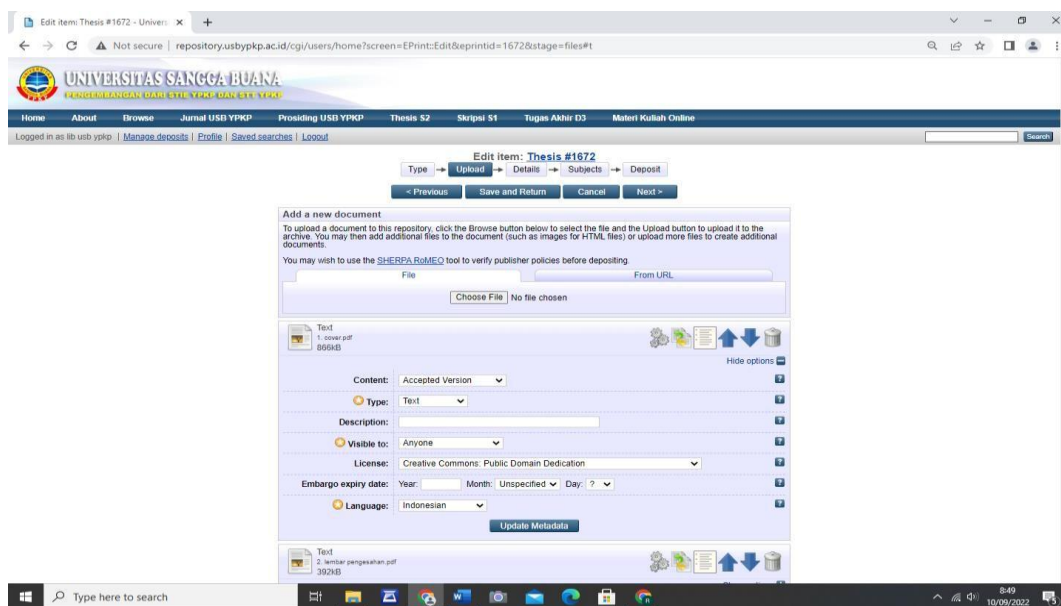 Edit item: Thesis #1672 - Univers
Not secure | repository.usbypkp.ac.id/cgi/users/home?screen=EPrint::Edit&eprintid=1672&stage=files#t
UNIVERSITAS SANGGA BUANA
PENGEMBANGAN DARI STIE YPKP DAN STT YPKP
Home About Browse Jurnal USB YPKP Prosiding USB YPKP Thesis S2 Skripsi S1 Tugas Akhir D3 Materi Kuliah Online
Logged in as lib usb ypkp | Manage deposits | Profile | Saved searches | Logout Search
Edit item: Thesis #1672
Type Upload Details Subjects Deposit
< Previous Save and Return Cancel Next >
Add a new document
To upload a document to this repository, click the Browse button below to select the file and the Upload button to upload it to the
archive. You may then add additional files to the document (such as images for HTML files) or upload more files to create additional
documents.
You may wish to use the SHERPA RoMEO tool to verify publisher policies before depositing.
File From URL
Choose File No file chosen
Text
1. cover.pdf
866kB
Hide options
Content: Accepted Version
Type: Text
Description:
Visible to: Anyone
License: Creative Commons: Public Domain Dedication
Embargo expiry date: Year: Month: Unspecified Day: ?
Language: Indonesian
Update Metadata
Text
2. lembar pengesahan.pdf
392kB
Type here to search
8:49
10/09/2022